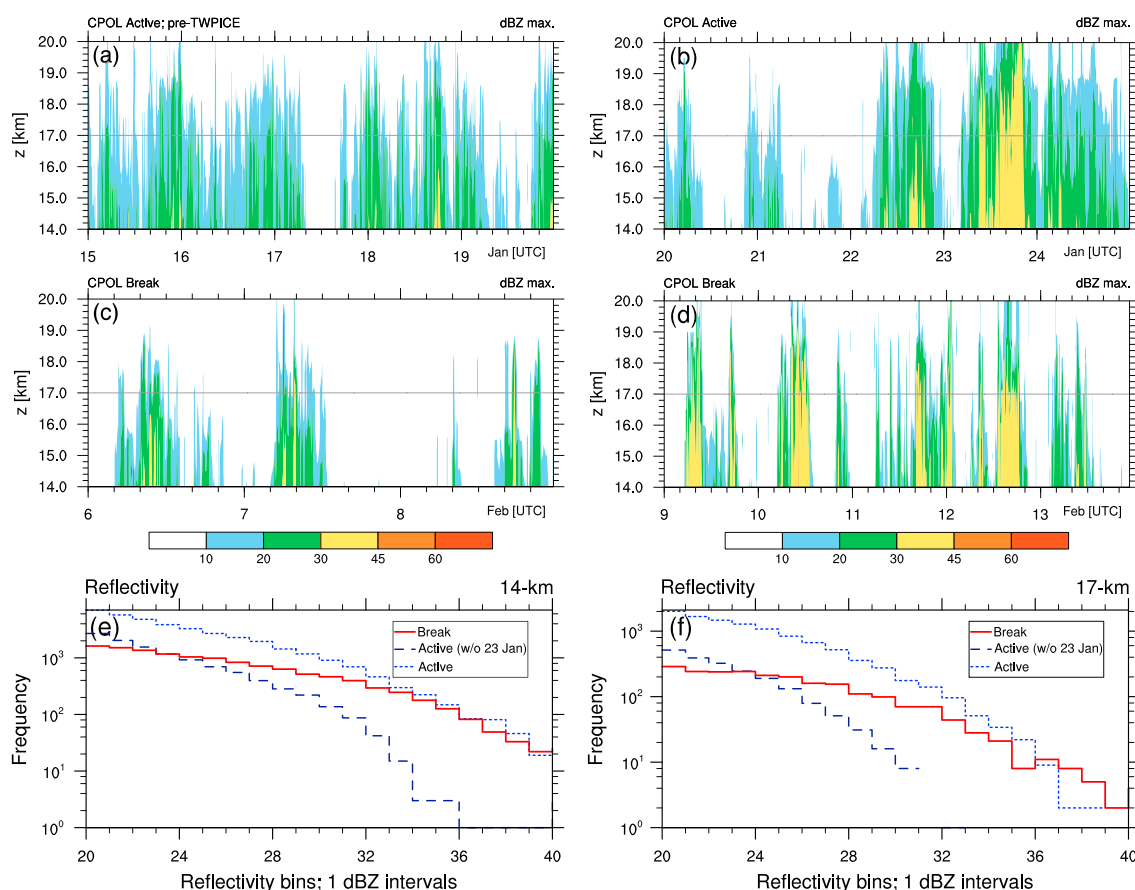 CPOL Active; pre-TWPICE dBZ max.
(a)
z [km]
20.0
19.0
18.0
17.0
16.0
15.0
14.0
15 16 17 18 19 Jan [UTC]
CPOL Active dBZ max.
(b)
z [km]
20.0
19.0
18.0
17.0
16.0
15.0
14.0
20 21 22 23 24 Jan [UTC]
CPOL Break dBZ max.
(c)
z [km]
20.0
19.0
18.0
17.0
16.0
15.0
14.0
6 7 8 Feb [UTC]
CPOL Break dBZ max.
(d)
z [km]
20.0
19.0
18.0
17.0
16.0
15.0
14.0
9 10 11 12 13 Feb [UTC]
10 20 30 45 60
10 20 30 45 60
Reflectivity 14-km
(e)
Break
Active (w/o 23 Jan)
Active
Frequency
10³
10²
10¹
10⁰
20 24 28 32 36 40
Reflectivity bins; 1 dBZ intervals
Reflectivity 17-km
(f)
Break
Active (w/o 23 Jan)
Active
Frequency
10³
10²
10¹
10⁰
20 24 28 32 36 40
Reflectivity bins; 1 dBZ intervals